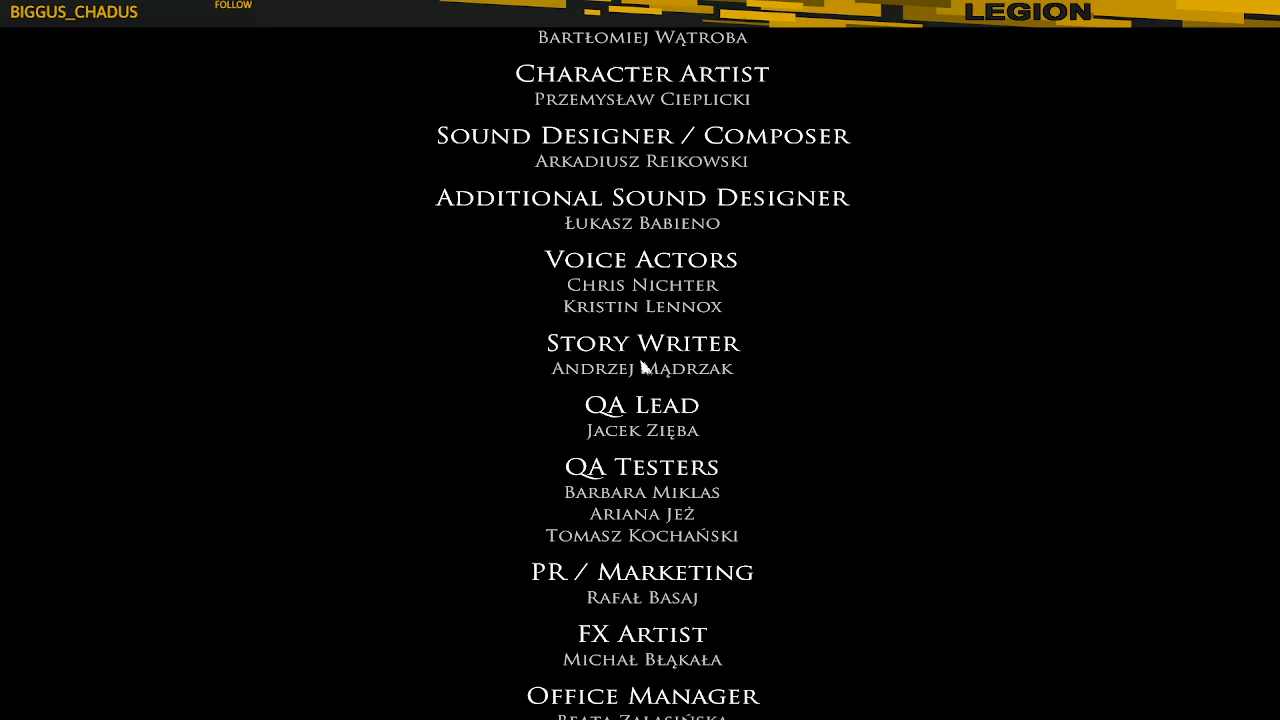 BIGGUS_CHADUS
FOLLOW
LEGION
Bartłomiej Wątroba
Character Artist
Przemysław Cieplicki
Sound Designer / Composer
Arkadiusz Reikowski
Additional Sound Designer
Łukasz Babieno
Voice Actors
Chris Nichter
Kristin Lennox
Story Writer
Andrzej Mądrzak
QA Lead
Jacek Zięba
QA Testers
Barbara Miklas
Ariana Jeż
Tomasz Kochański
PR / Marketing
Rafał Basaj
FX Artist
Michał Błąkała
Office Manager
Beata Zalasińska